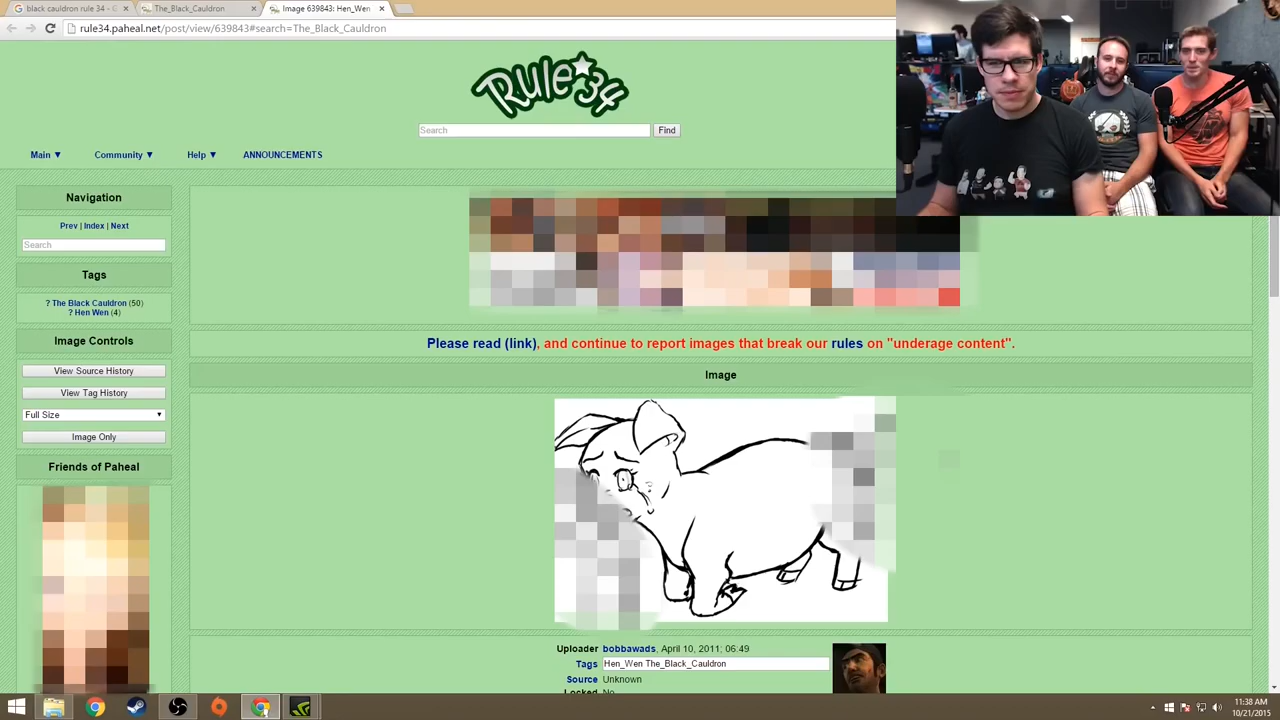 black cauldron rule 34 - G
The_Black_Cauldron
Image 639843: Hen_Wen
rule34.paheal.net/post/view/639843#search=The_Black_Cauldron
Rule34
Search
Find
Main ▼
Community ▼
Help ▼
ANNOUNCEMENTS
Navigation
Prev | Index | Next
Search
Tags
? The Black Cauldron (50)
? Hen Wen (4)
Image Controls
View Source History
View Tag History
Full Size
Image Only
Friends of Paheal
Please read (link), and continue to report images that break our rules on "underage content".
Image
Uploader bobbawads, April 10, 2011; 06:49
Tags Hen_Wen The_Black_Cauldron
Source Unknown
Locked No
11:38 AM
10/21/2015